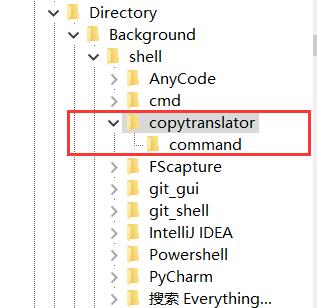 Directory
Background
shell
AnyCode
cmd
copytranslator
command
FScapture
git_gui
git_shell
IntelliJ IDEA
Powershell
PyCharm
搜索 Everything...